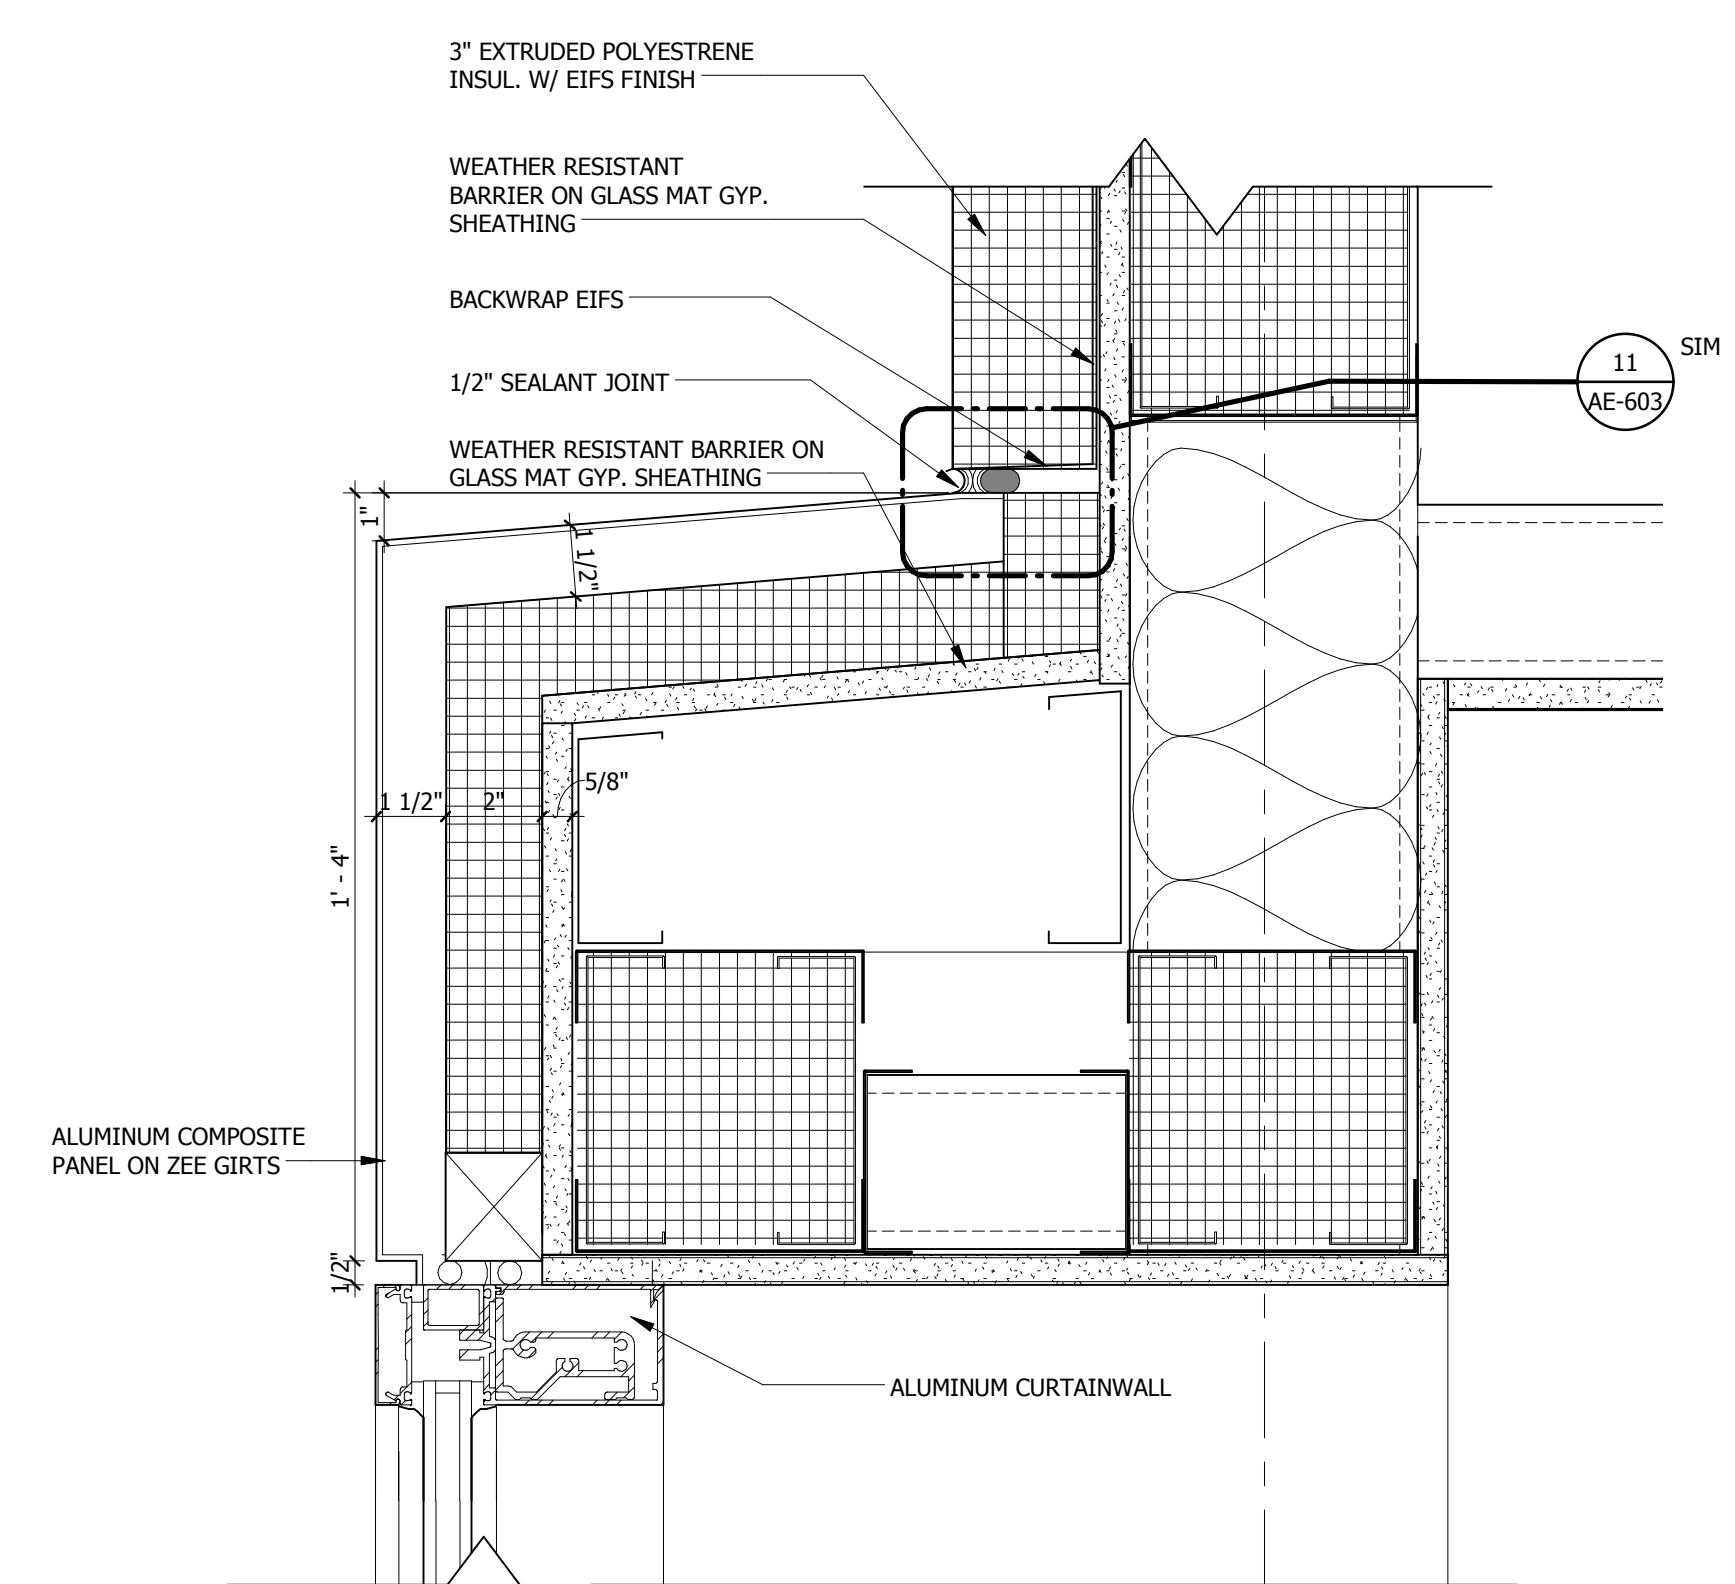 3" EXTRUDED POLYESTRENE
INSUL. W/ EIFS FINISH
WEATHER RESISTANT
BARRIER ON GLASS MAT GYP.
SHEATHING
BACKWRAP EIFS
1/2" SEALANT JOINT
WEATHER RESISTANT BARRIER ON
GLASS MAT GYP. SHEATHING
11
AE-603
SIM
1"
1 1/2"
5/8"
1 1/2"
2"
1' - 4"
ALUMINUM COMPOSITE
PANEL ON ZEE GIRTS
1/2"
ALUMINUM CURTAINWALL